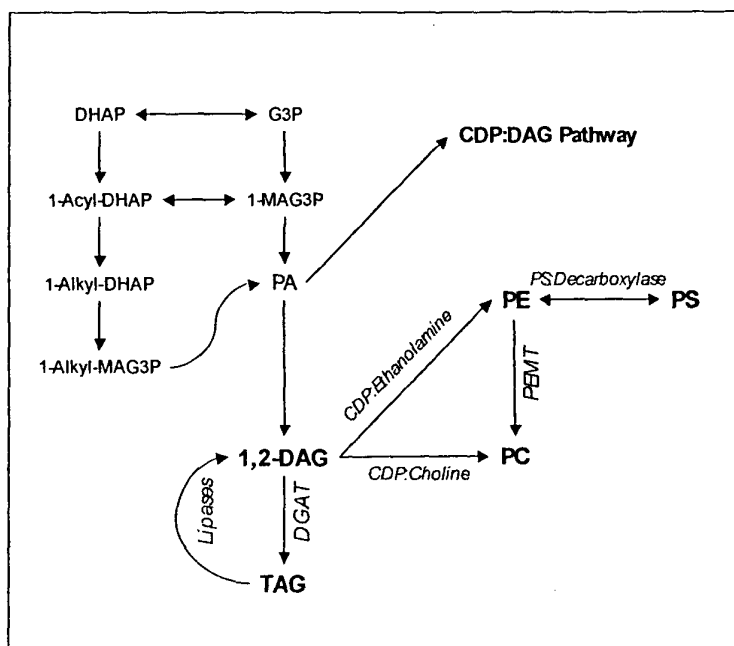 DHAP
G3P
CDP:DAG Pathway
1-Acyl-DHAP
1-MAG3P
1-Alkyl-DHAP
PA
PS:Decarboxylase
PE
PS
CDP:Ethanolamine
PEMT
1-Alkyl-MAG3P
1,2-DAG
CDP:Choline
PC
Lipases
DGAT
TAG